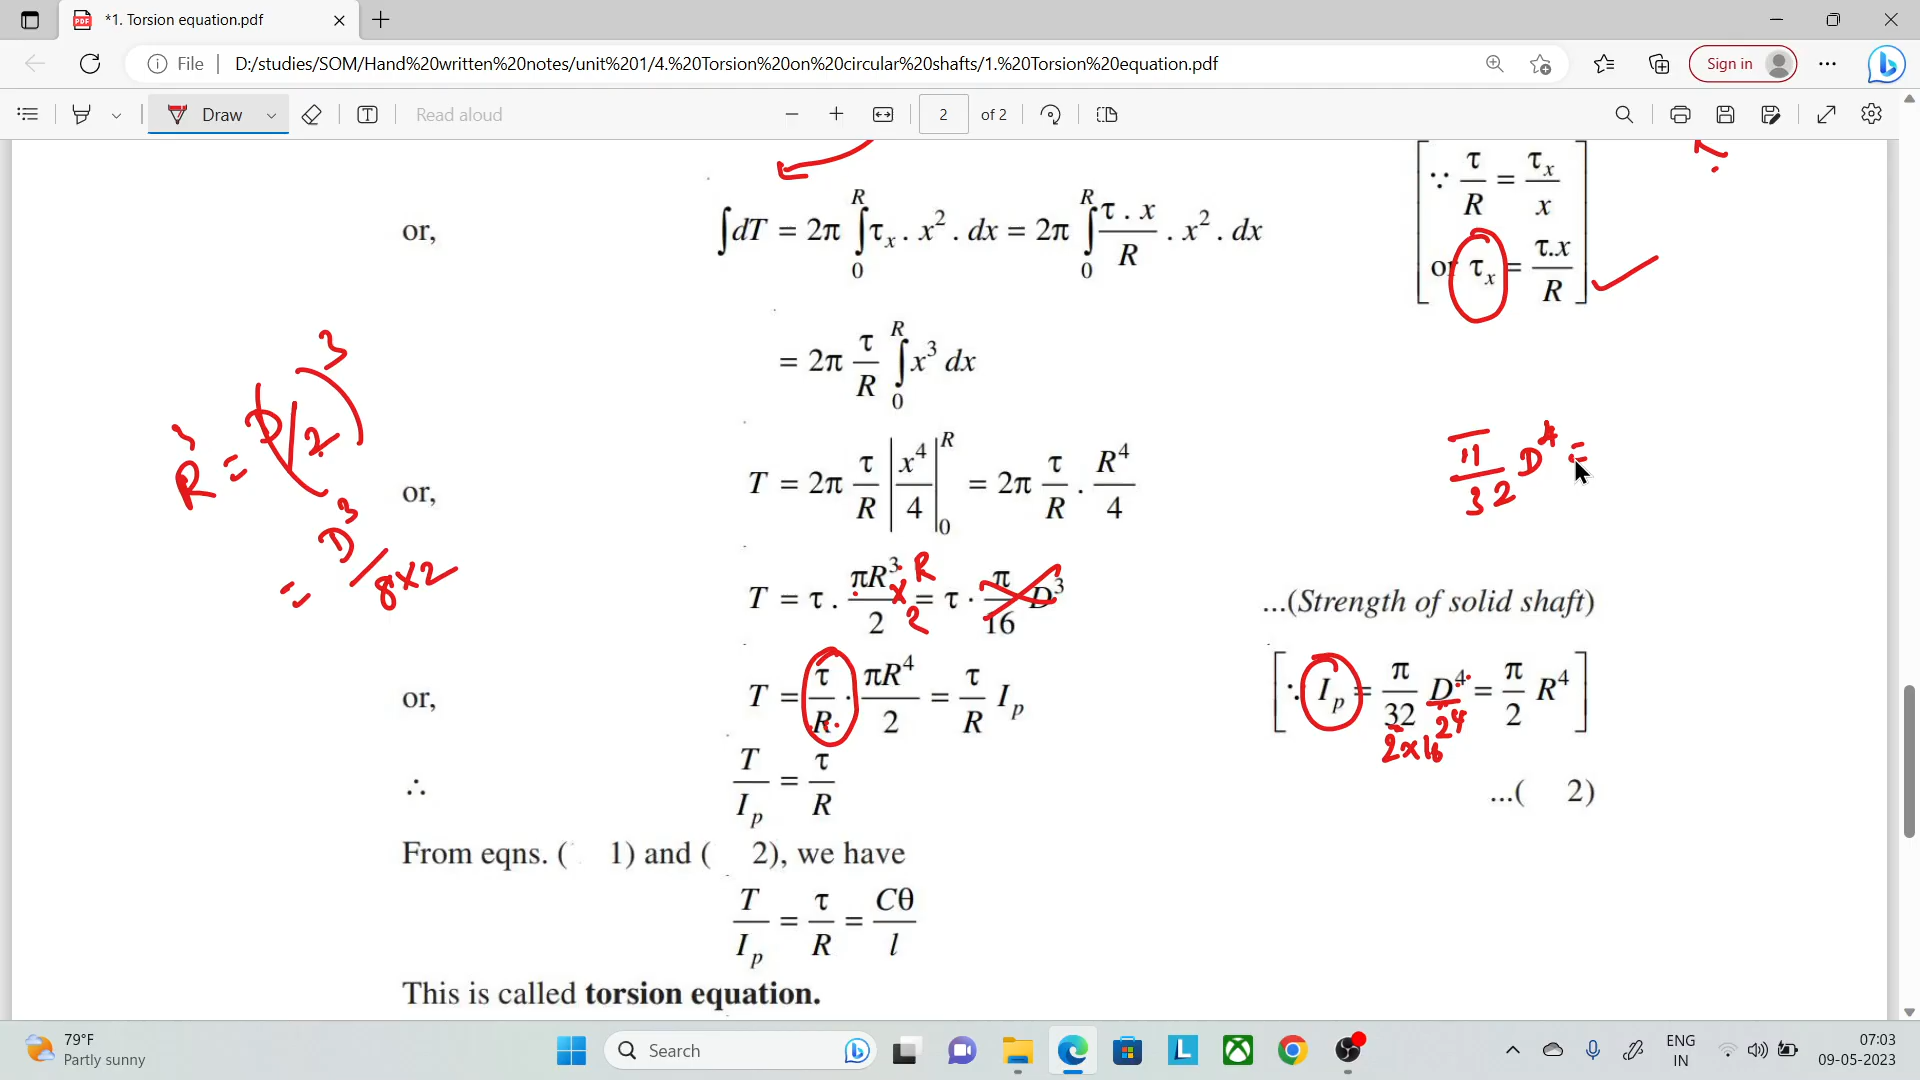 *1. Torsion equation.pdf
File | D:/studies/SOM/Hand%20written%20notes/unit%201/4.%20Torsion%20on%20circular%20shafts/1.%20Torsion%20equation.pdf
Sign in
Draw
Read aloud
2 of 2
or, ∫dT = 2π ∫₀ᴿ τₓ . x² . dx = 2π ∫₀ᴿ (τ . x)/R . x² . dx
[∵ τ/R = τₓ/x
or τₓ = τ.x/R]
= 2π τ/R ∫₀ᴿ x³ dx
R³ = (D/2)³
= D³/8×2
π/32 D⁴ =
or, T = 2π τ/R |x⁴/4|₀ᴿ = 2π τ/R . R⁴/4
T = τ . πR³/2 × R/2 = τ · π/16 D³ ...(Strength of solid shaft)
or, T = τ/R · πR⁴/2 = τ/R Iₚ [∵ Iₚ = π/32 D⁴ = π/2 R⁴]
2×16 2⁴
∴ T/Iₚ = τ/R ...( 2)
From eqns. ( 1) and ( 2), we have
T/Iₚ = τ/R = Cθ/l
This is called torsion equation.
79°F
Partly sunny
Search
ENG
IN
07:03
09-05-2023